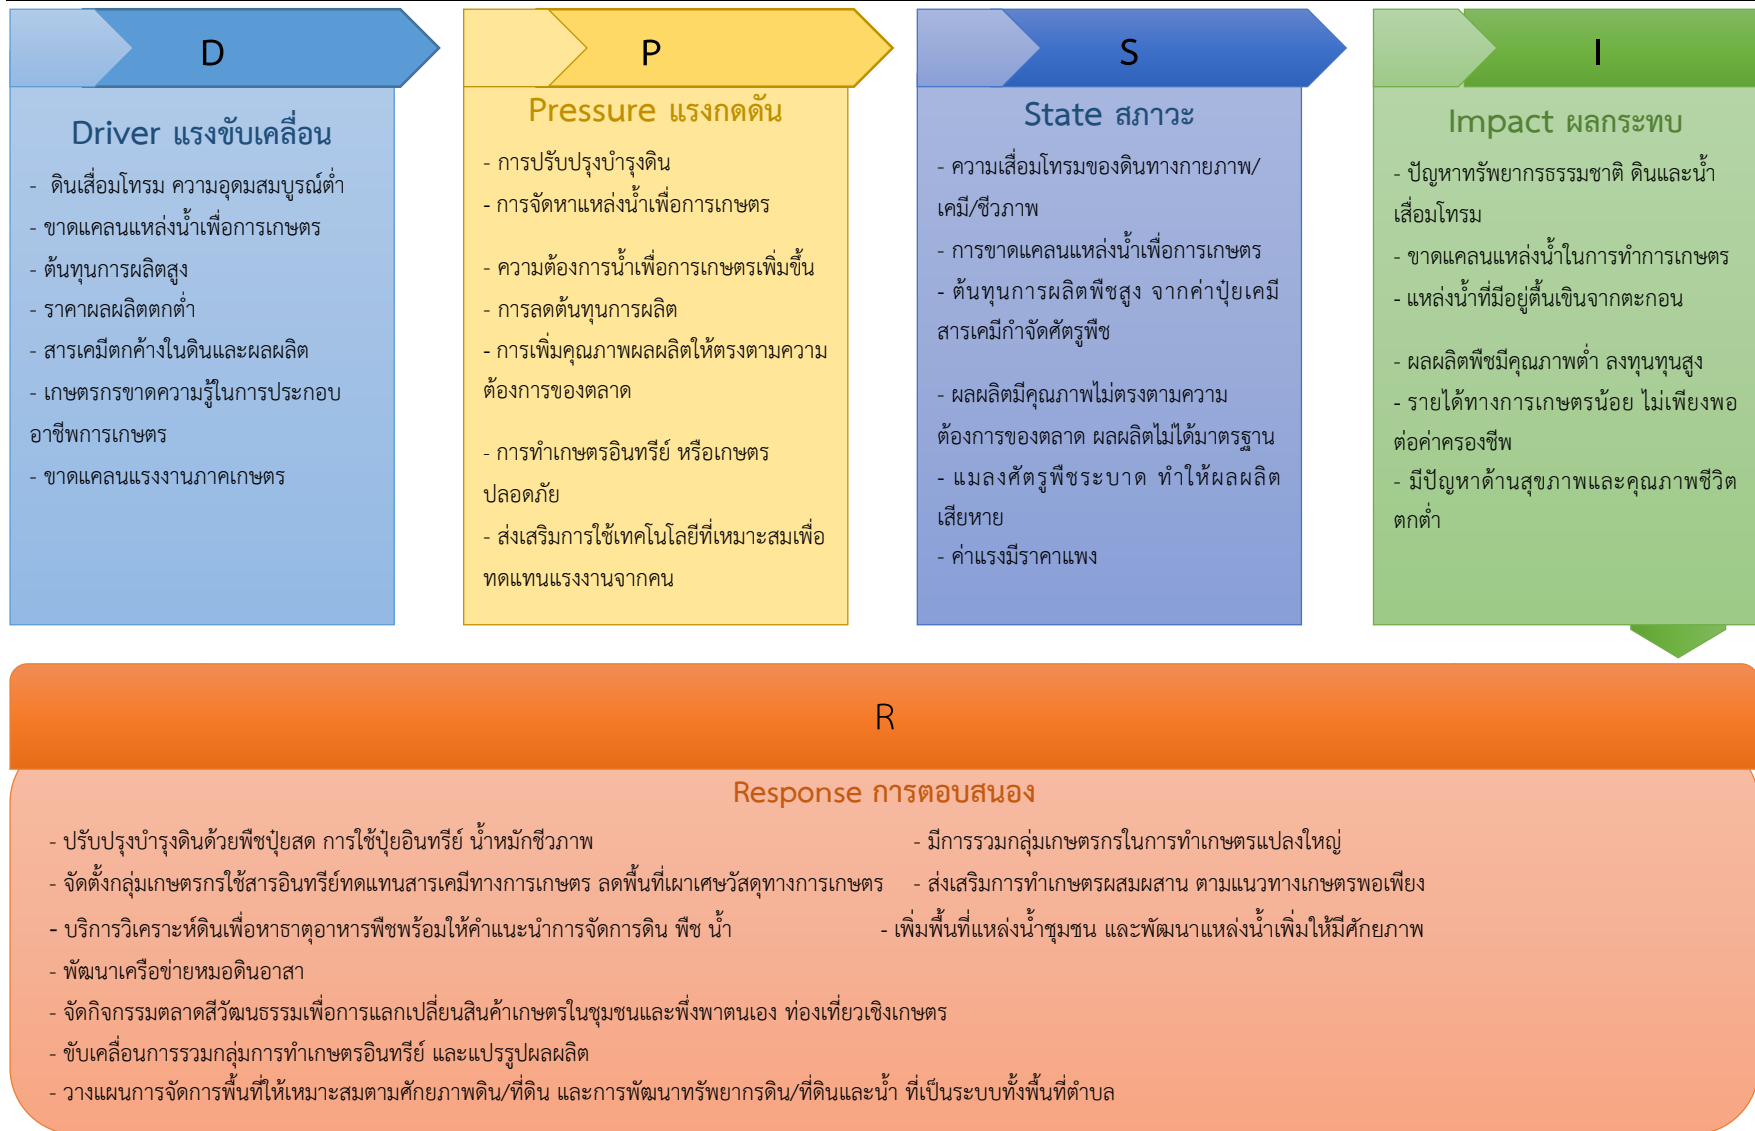 D
Driver แรงขับเคลื่อน
- ดินเสื่อมโทรม ความอุดมสมบูรณ์ต่ำ
- ขาดแคลนแหล่งน้ำเพื่อการเกษตร
- ต้นทุนการผลิตสูง
- ราคาผลผลิตตกต่ำ
- สารเคมีตกค้างในดินและผลผลิต
- เกษตรกรขาดความรู้ในการประกอบ
อาชีพการเกษตร
- ขาดแคลนแรงงานภาคเกษตร
P
Pressure แรงกดดัน
- การปรับปรุงบำรุงดิน
- การจัดหาแหล่งน้ำเพื่อการเกษตร
- ความต้องการน้ำเพื่อการเกษตรเพิ่มขึ้น
- การลดต้นทุนการผลิต
- การเพิ่มคุณภาพผลผลิตให้ตรงตามความ
ต้องการของตลาด
- การทำเกษตรอินทรีย์ หรือเกษตร
ปลอดภัย
- ส่งเสริมการใช้เทคโนโลยีที่เหมาะสมเพื่อ
ทดแทนแรงงานจากคน
S
State สภาวะ
- ความเสื่อมโทรมของดินทางกายภาพ/
เคมี/ชีวภาพ
- การขาดแคลนแหล่งน้ำเพื่อการเกษตร
- ต้นทุนการผลิตพืชสูง จากค่าปุ๋ยเคมี
สารเคมีกำจัดศัตรูพืช
- ผลผลิตมีคุณภาพไม่ตรงตามความ
ต้องการของตลาด ผลผลิตไม่ได้มาตรฐาน
- แมลงศัตรูพืชระบาด ทำให้ผลผลิต
เสียหาย
- ค่าแรงมีราคาแพง
I
Impact ผลกระทบ
- ปัญหาทรัพยากรธรรมชาติ ดินและน้ำ
เสื่อมโทรม
- ขาดแคลนแหล่งน้ำในการทำการเกษตร
- แหล่งน้ำที่มีอยู่ตื้นเขินจากตะกอน
- ผลผลิตพืชมีคุณภาพต่ำ ลงทุนทุนสูง
- รายได้ทางการเกษตรน้อย ไม่เพียงพอ
ต่อค่าครองชีพ
- มีปัญหาด้านสุขภาพและคุณภาพชีวิต
ตกต่ำ
R
Response การตอบสนอง
- ปรับปรุงบำรุงดินด้วยพืชปุ๋ยสด การใช้ปุ๋ยอินทรีย์ น้ำหมักชีวภาพ - มีการรวมกลุ่มเกษตรกรในการทำเกษตรแปลงใหญ่
- จัดตั้งกลุ่มเกษตรกรใช้สารอินทรีย์ทดแทนสารเคมีทางการเกษตร ลดพื้นที่เผาเศษวัสดุทางการเกษตร - ส่งเสริมการทำเกษตรผสมผสาน ตามแนวทางเกษตรพอเพียง
- บริการวิเคราะห์ดินเพื่อหาธาตุอาหารพืชพร้อมให้คำแนะนำการจัดการดิน พืช น้ำ - เพิ่มพื้นที่แหล่งน้ำชุมชน และพัฒนาแหล่งน้ำเพิ่มให้มีศักยภาพ
- พัฒนาเครือข่ายหมอดินอาสา
- จัดกิจกรรมตลาดสีวัฒนธรรมเพื่อการแลกเปลี่ยนสินค้าเกษตรในชุมชนและพึ่งพาตนเอง ท่องเที่ยวเชิงเกษตร
- ขับเคลื่อนการรวมกลุ่มการทำเกษตรอินทรีย์ และแปรรูปผลผลิต
- วางแผนการจัดการพื้นที่ให้เหมาะสมตามศักยภาพดิน/ที่ดิน และการพัฒนาทรัพยากรดิน/ที่ดินและน้ำ ที่เป็นระบบทั้งพื้นที่ตำบล